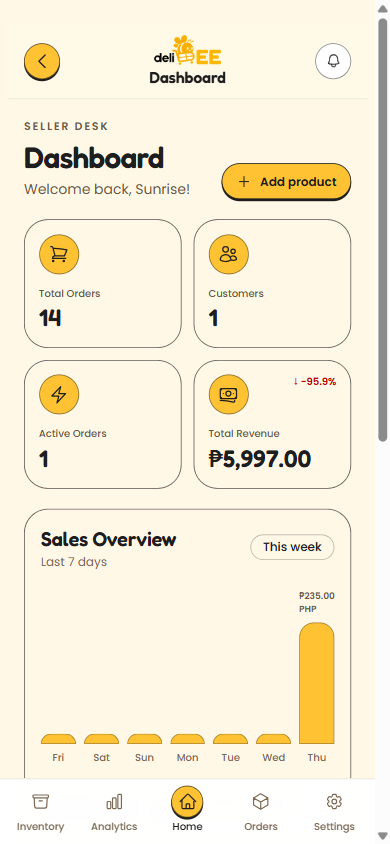 deliBEE
Dashboard
SELLER DESK
Dashboard
Welcome back, Sunrise!
+ Add product
Total Orders
14
Customers
1
Active Orders
1
↓ -95.9%
Total Revenue
₱5,997.00
Sales Overview
Last 7 days
This week
₱235.00
PHP
Fri Sat Sun Mon Tue Wed Thu
Inventory Analytics Home Orders Settings